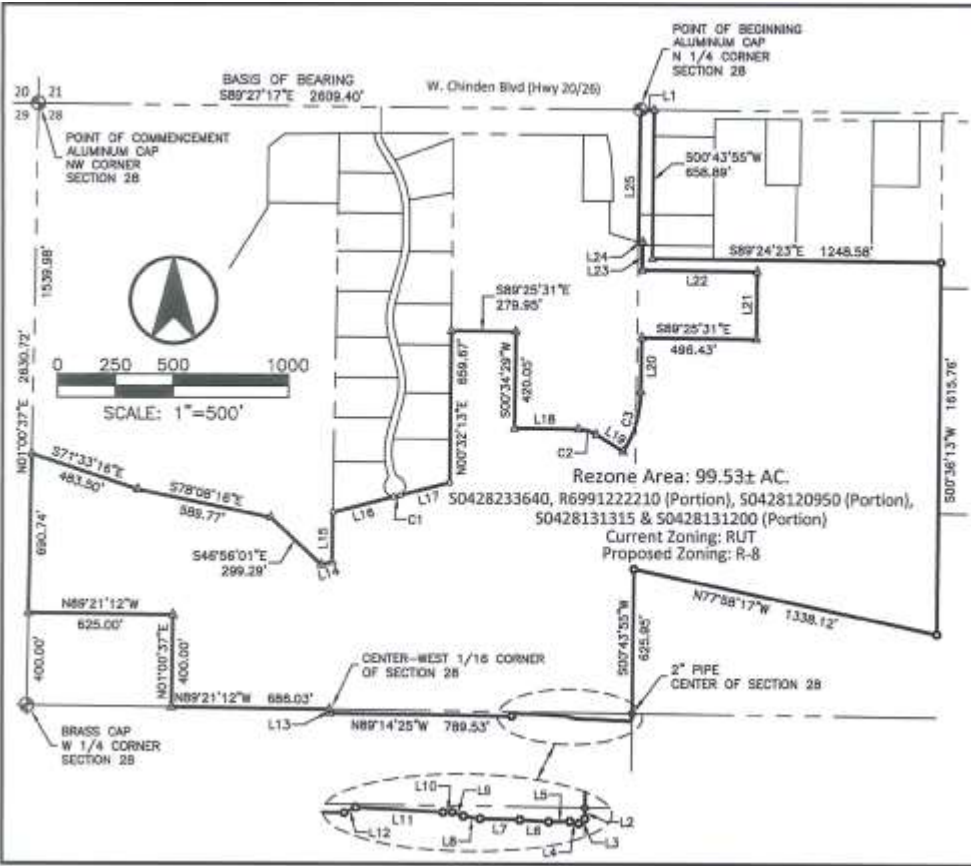 POINT OF BEGINNING
ALUMINUM CAP
N 1/4 CORNER
SECTION 28
BASIS OF BEARING
S89°27'17"E 2609.40'
W. Chinden Blvd (Hwy 20/26)
L1
20 21
29 28
POINT OF COMMENCEMENT
ALUMINUM CAP
NW CORNER
SECTION 28
S00°43'55"W
658.89'
L25
L24
L23
S89°24'23"E 1248.58'
L22
L21
1539.98'
2630.72'
N01°00'37"E
0 250 500 1000
SCALE: 1"=500'
S89°25'31"E
279.95'
S89°25'31"E
496.43'
L20
N00°32'13"E 659.67'
S00°34'29"W
420.05'
L18
C2
L19
C3
S00°36'13"W 1615.76'
S71°33'16"E
483.50'
S78°08'16"E
589.77'
S46°56'01"E
299.29'
L15
L14
L16
L17
C1
690.74'
Rezone Area: 99.53± AC.
S0428233640, R6991222210 (Portion), S0428120950 (Portion),
S0428131315 & S0428131200 (Portion)
Current Zoning: RUT
Proposed Zoning: R-8
N77°58'17"W 1338.12'
S00°43'55"W
625.95'
N89°21'12"W
625.00'
400.00'
N01°00'37"E
400.00'
CENTER-WEST 1/16 CORNER
OF SECTION 28
2" PIPE
CENTER OF SECTION 28
N89°21'12"W 686.03'
L13
N89°14'25"W 789.53'
BRASS CAP
W 1/4 CORNER
SECTION 28
L10
L9
L5
L11
L12
L8
L7
L6
L4
L3
L2